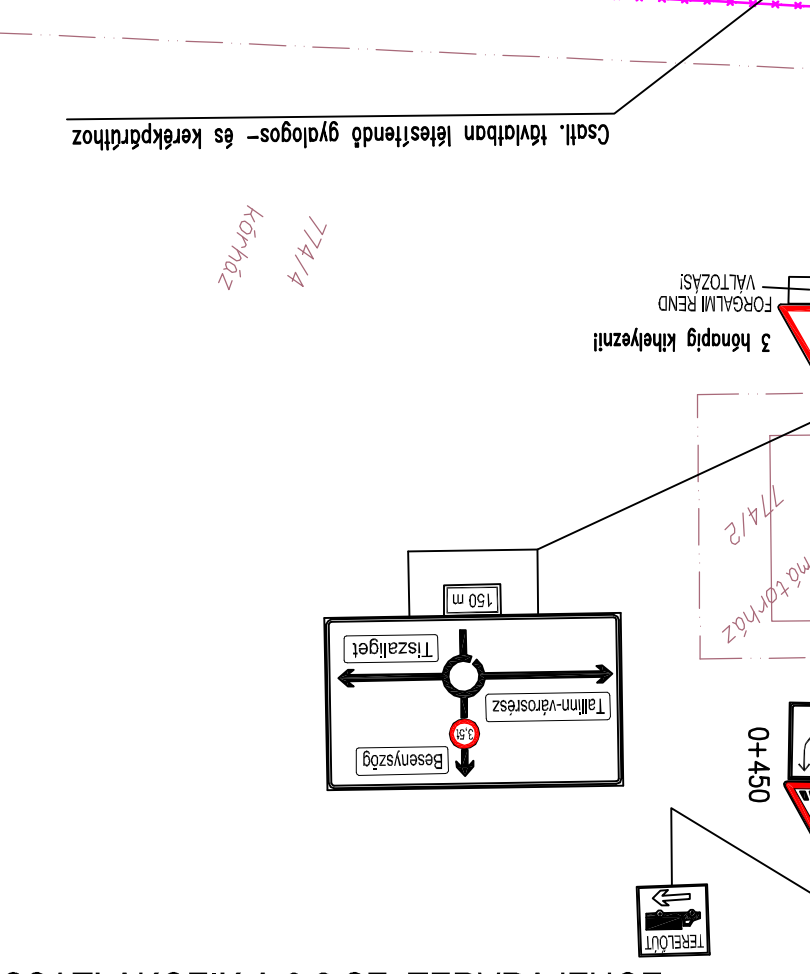 Csatl. távlatban létesítendő gyalogos- és kerékpárúthoz
kórház
774/4
FORGALMI REND
VÁLTOZÁS!
3 hónapig kihelyezni!
774/2
150 m
Tiszaliget
Tallinn-városrész
3,5t
Besenyszög
0+450
TERELŐÚT